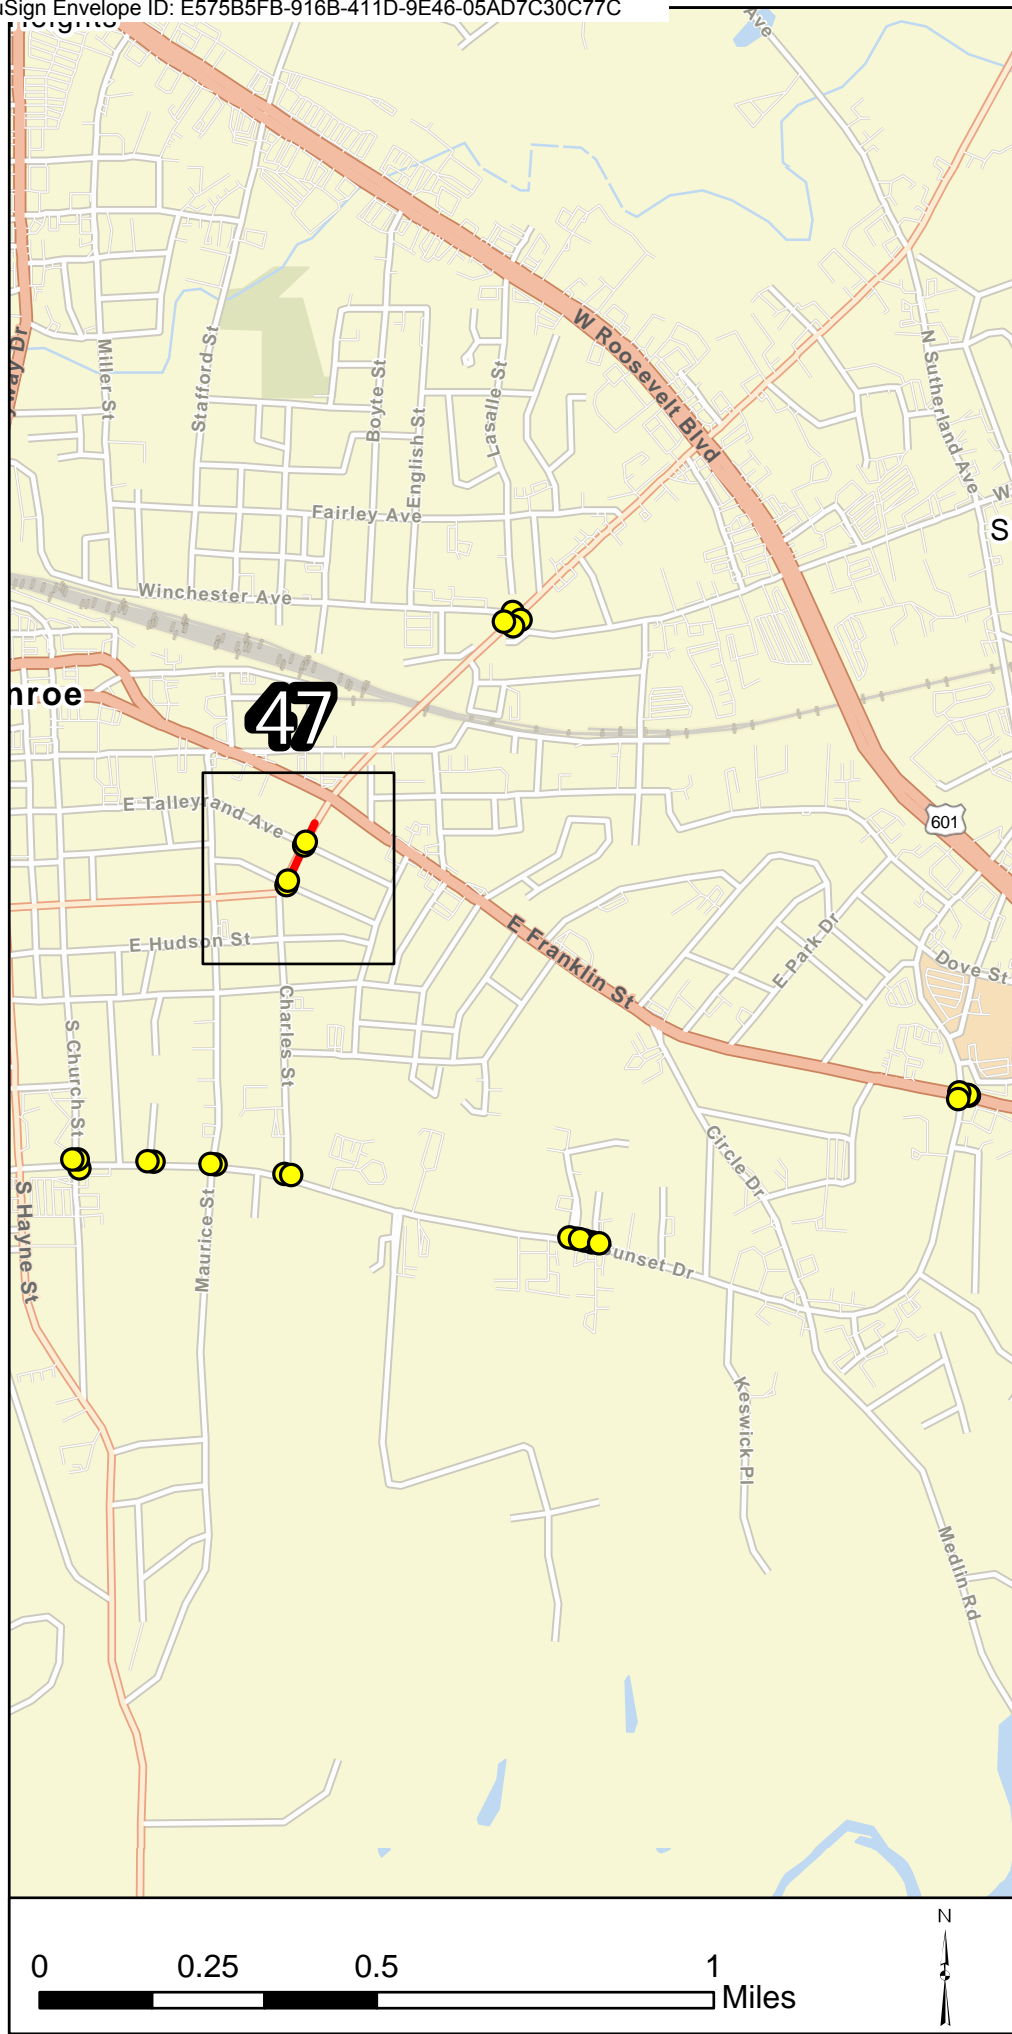 uSign Envelope ID: E575B5FB-916B-411D-9E46-05AD7C30C77C
Ave
W Roosevelt Blvd
N Sutherland Ave
Miller St
Stafford St
Boyte St
English St
Lasalle St
Fairley Ave
W
S
Winchester Ave
nroe
47
E Talleyrand Ave
601
E Hudson St
E Franklin St
E Park Dr
Dove St
S Church St
Charles St
Circle Dr
S Hayne St
Maurice St
Sunset Dr
Keswick Pl
Medlin Rd
N
0 0.25 0.5 1
Miles